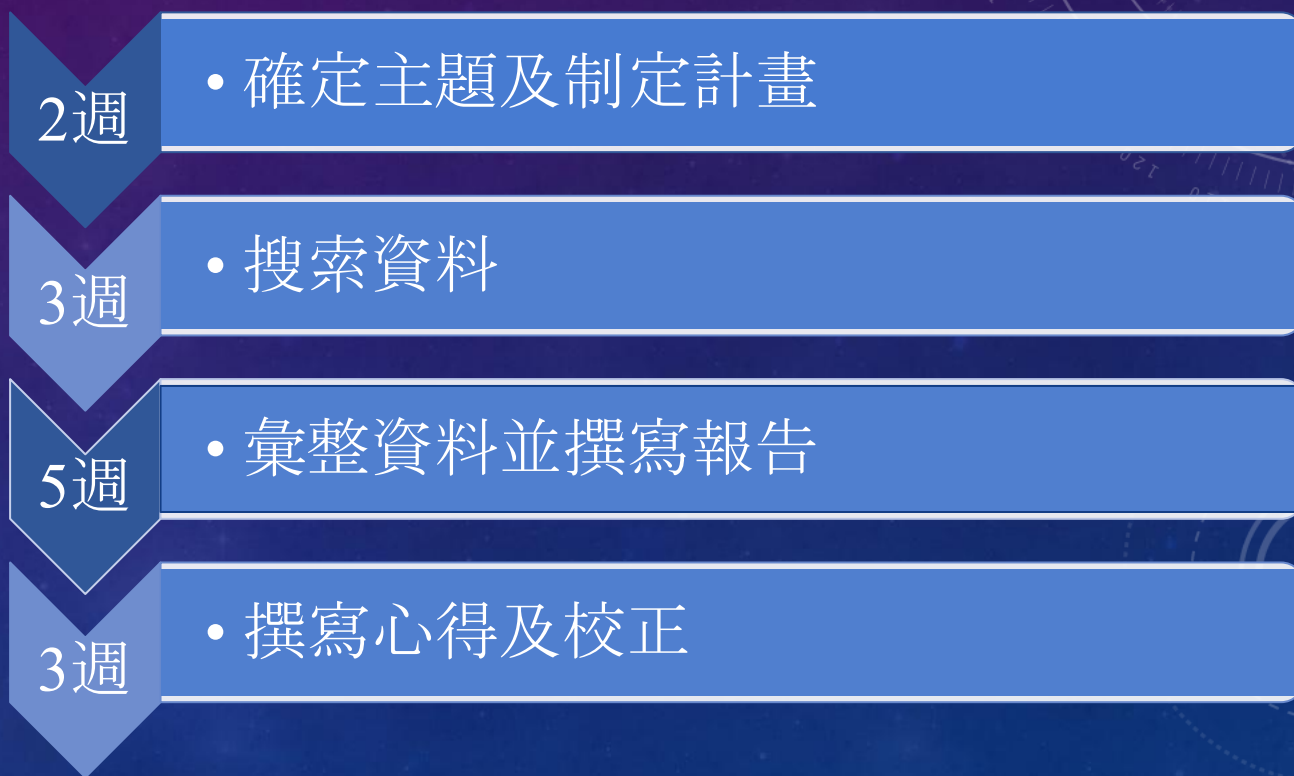 2週
• 確定主題及制定計畫
3週
• 搜索資料
5週
• 彙整資料並撰寫報告
3週
• 撰寫心得及校正
120